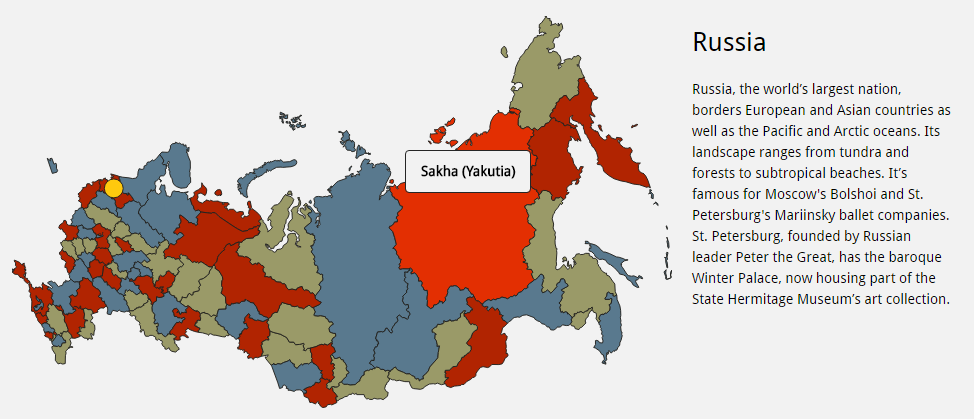 Russia
Sakha (Yakutia)
Russia, the world’s largest nation,
borders European and Asian countries as
well as the Pacific and Arctic oceans. Its
landscape ranges from tundra and
forests to subtropical beaches. It’s
famous for Moscow's Bolshoi and St.
Petersburg's Mariinsky ballet companies.
St. Petersburg, founded by Russian
leader Peter the Great, has the baroque
Winter Palace, now housing part of the
State Hermitage Museum’s art collection.